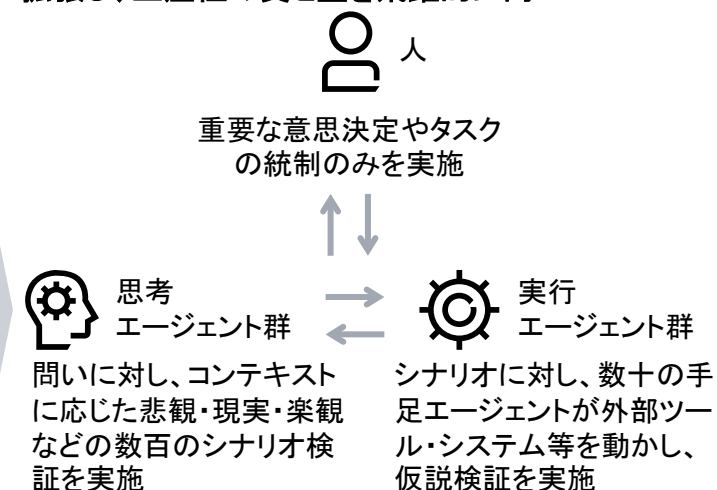 人
重要な意思決定やタスク
の統制のみを実施
思考
エージェント群
実行
エージェント群
問いに対し、コンテキスト
に応じた悲観・現実・楽観
などの数百のシナリオ検
証を実施
シナリオに対し、数十の手
足エージェントが外部ツー
ル・システム等を動かし、
仮説検証を実施